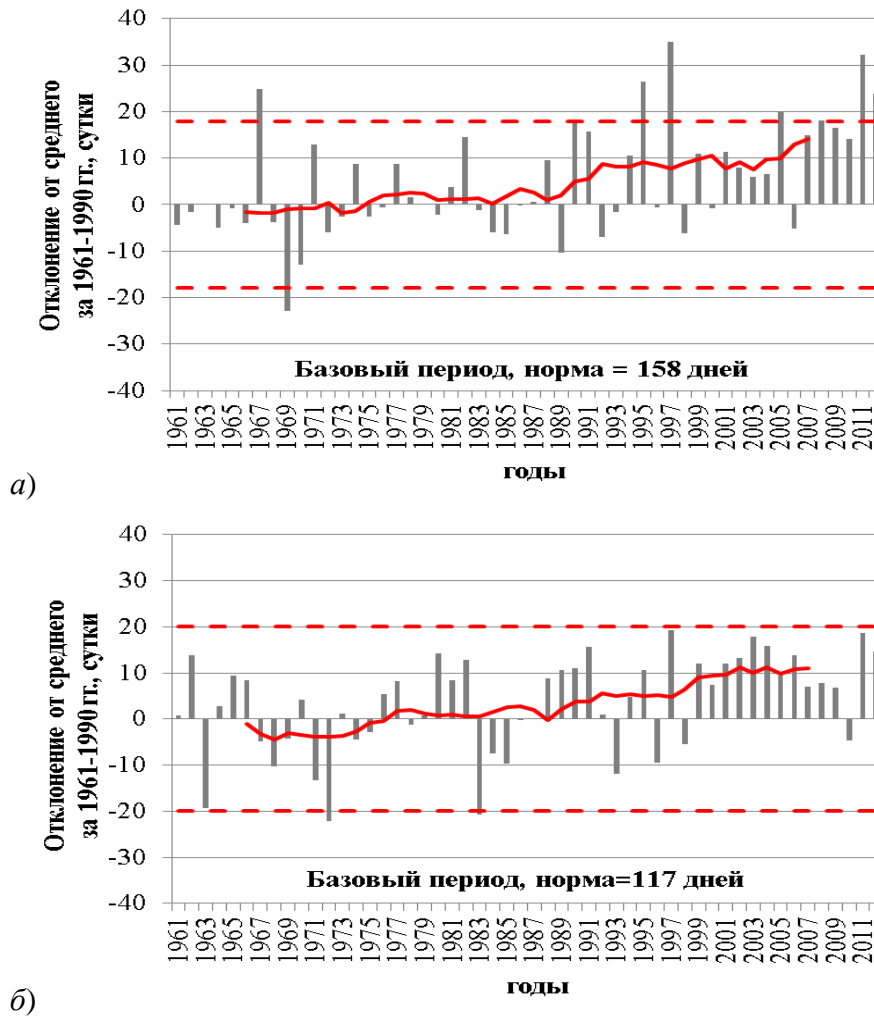 40
30
20
10
0
-10
-20
-30
-40
Отклонение от среднего
за 1961-1990 гг., сутки
Базовый период, норма = 158 дней
1961 1963 1965 1967 1969 1971 1973 1975 1977 1979 1981 1983 1985 1987 1989 1991 1993 1995 1997 1999 2001 2003 2005 2007 2009 2011
годы
а)
40
30
20
10
0
-10
-20
-30
-40
Отклонение от среднего
за 1961-1990 гг., сутки
Базовый период, норма=117 дней
1961 1963 1965 1967 1969 1971 1973 1975 1977 1979 1981 1983 1985 1987 1989 1991 1993 1995 1997 1999 2001 2003 2005 2007 2009 2011
годы
б)